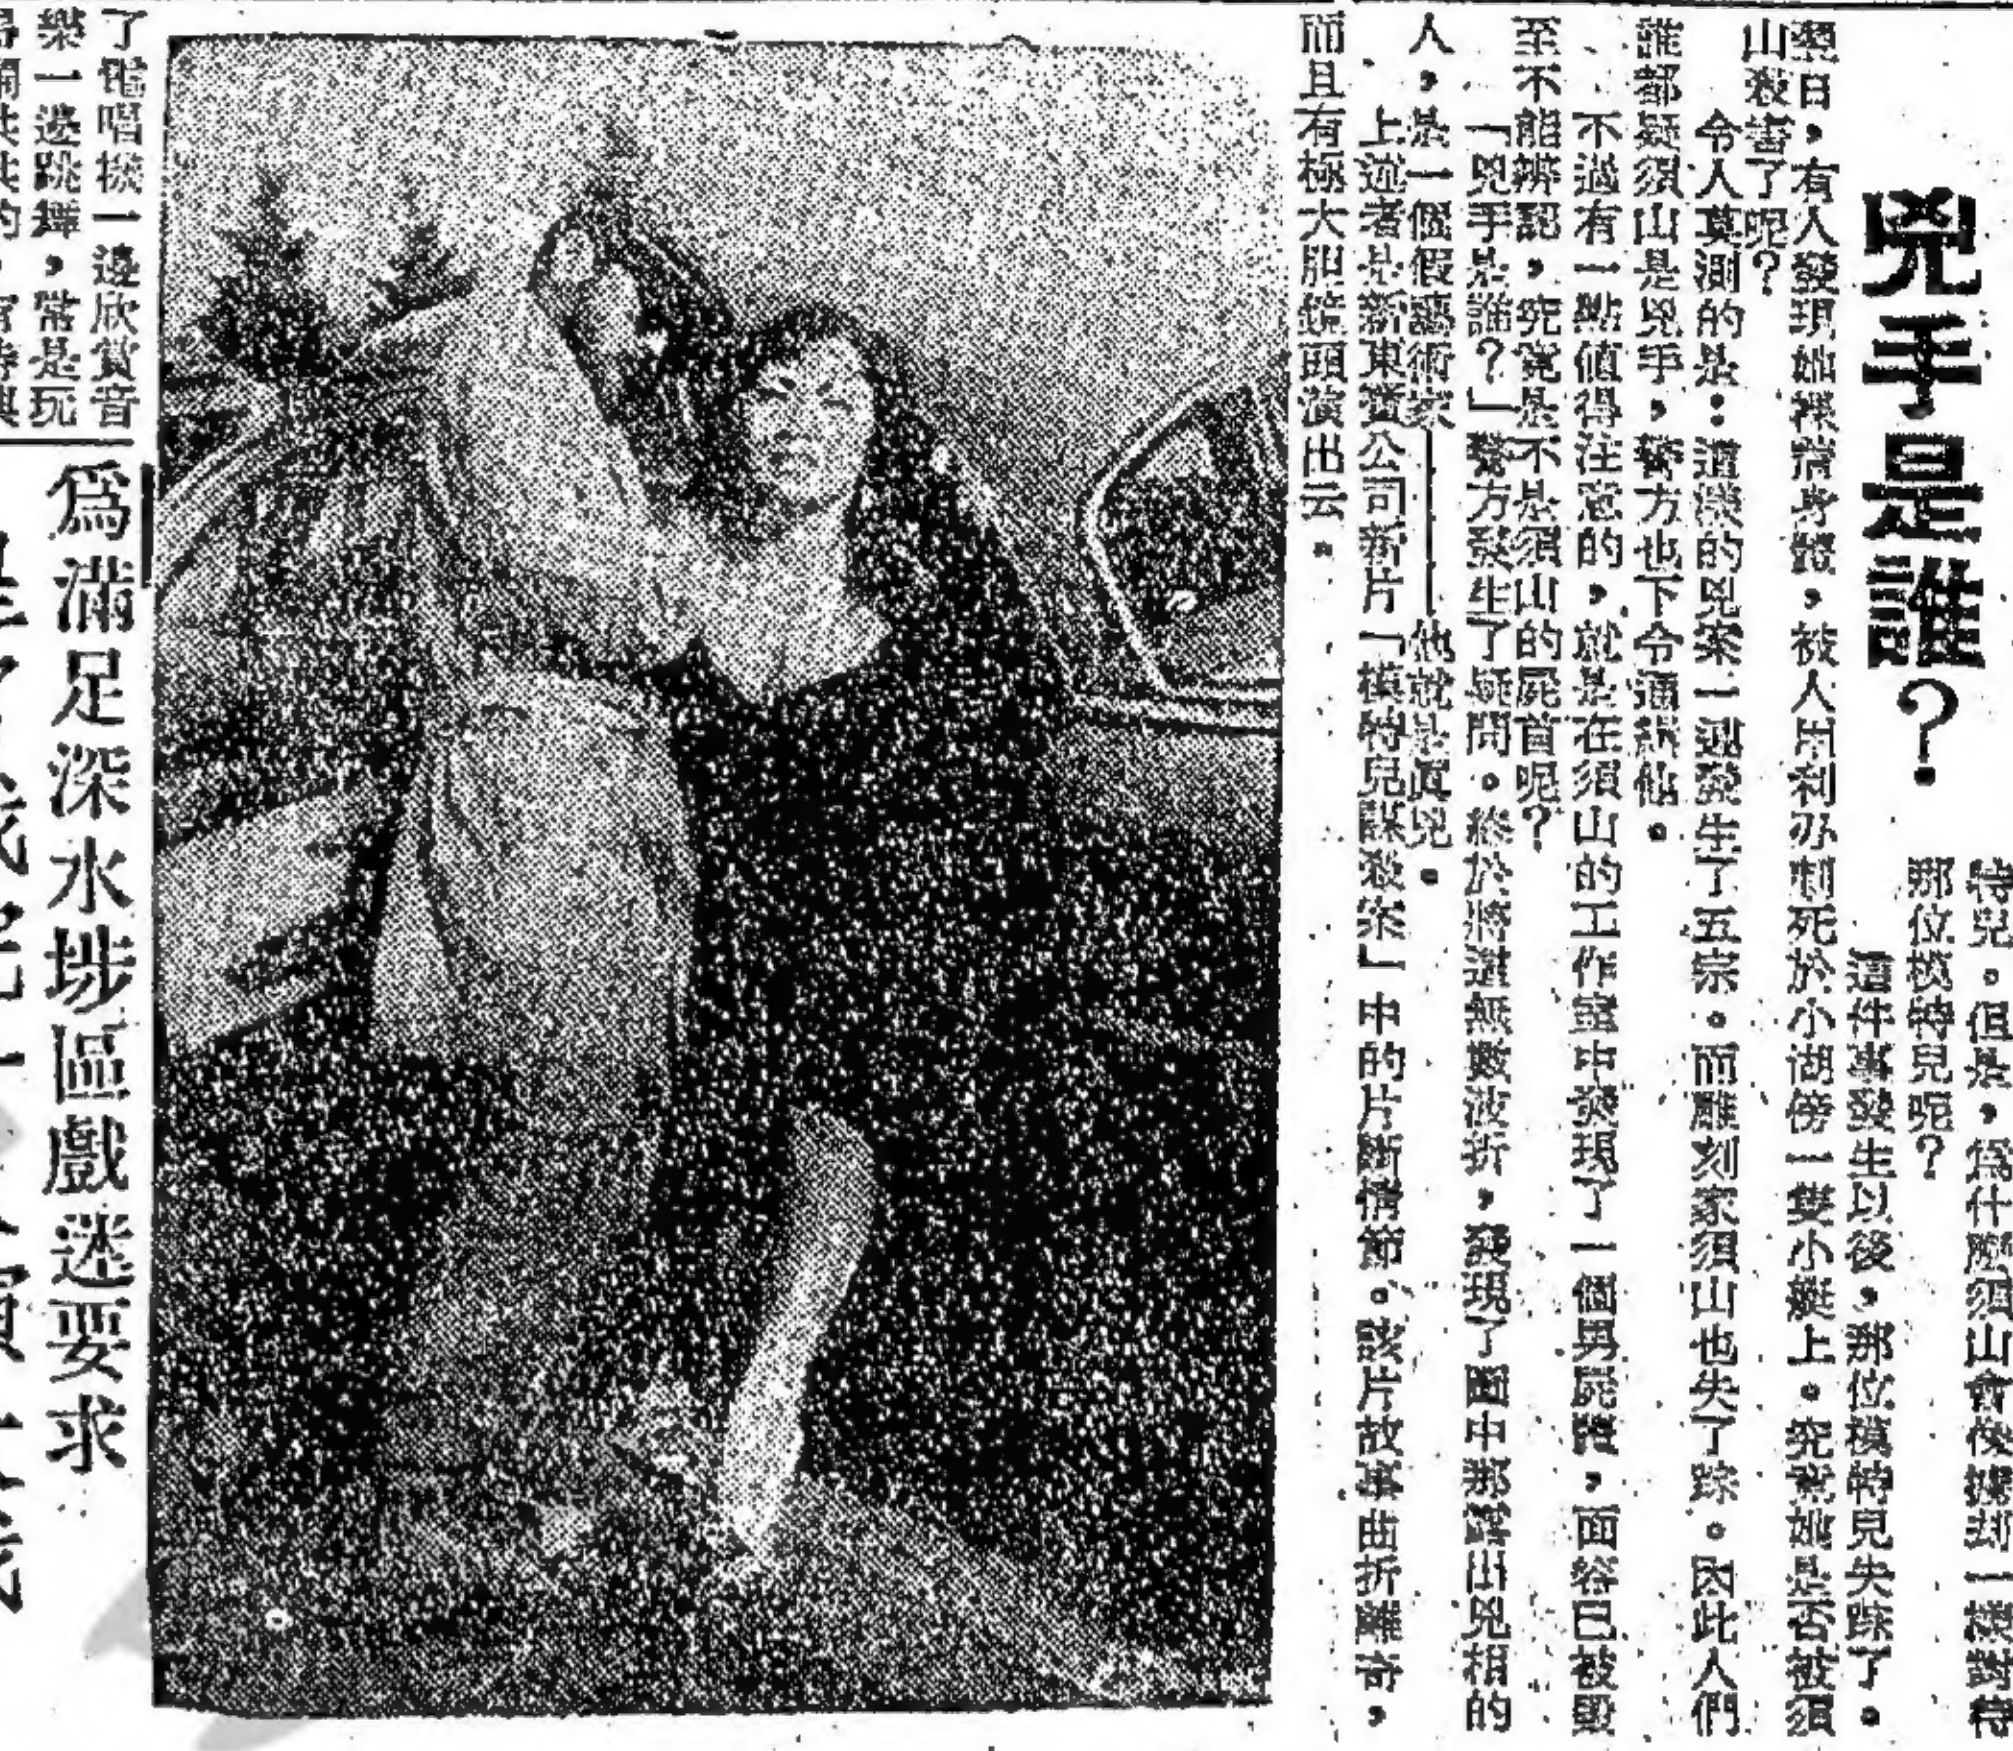 兇手是誰?
特兒。但是,為什麼須山會像據刦一樣對待
那位模特兒呢?
這件事發生以後,那位模特兒失踪了。
翌日,有人發現她裸着身體,被人用利刃刺死於小湖傍一隻小艇上。究竟她是否被須
山殺害了呢?
令人莫測的是:這樣的兇案一連發生了五宗。而雕刻家須山也失了踪。因此人們
誰都疑須山是兇手,警方也下令通緝他。
不過有一點值得注意的,就是在須山的工作室中發現了一個男屍體,面容已被毀
至不能辨認,究竟是不是須山的屍首呢?
「兇手是誰?」警方發生了疑問。終於將這無數波折,發現了圖中那露出兇相的
人,是一個假藝術家——他就是真兇。
上述者是新東寶公司新片「模特兒謀殺案」中的片斷情節。該片故事曲折離奇,
而且有極大胆鏡頭演出云。
了電唱機一邊欣賞音
樂一邊跳舞,常是玩
為滿足深水埗區戲迷要求